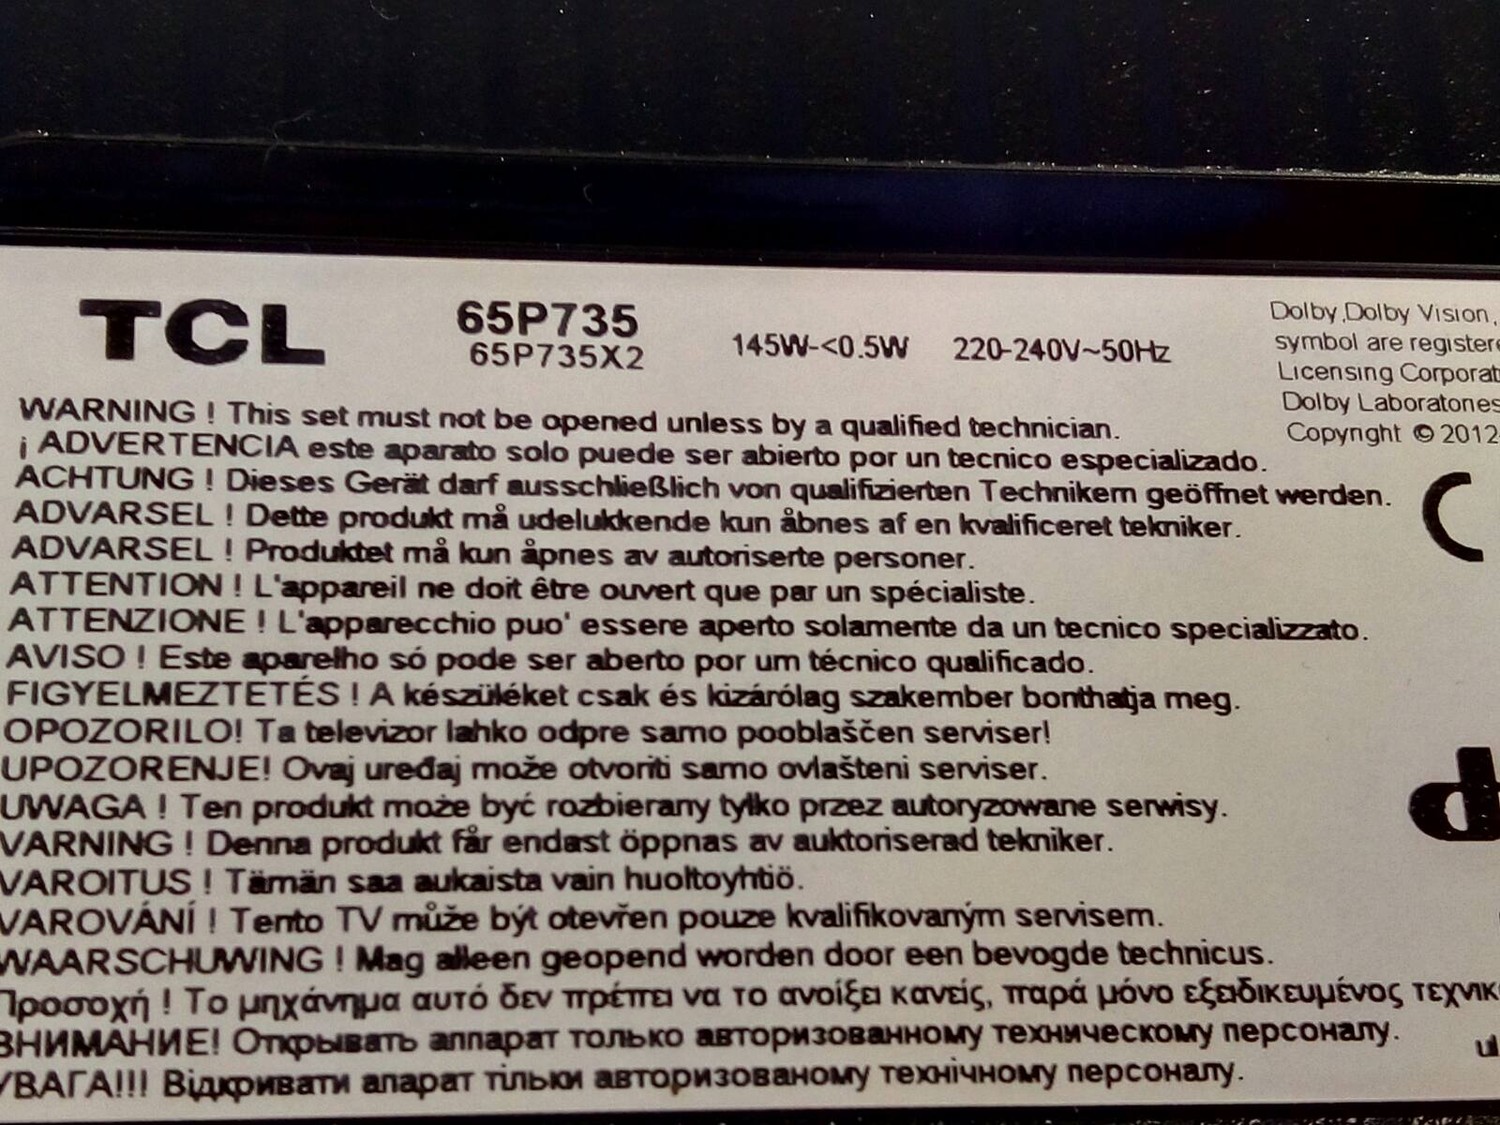 TCL 65P735 145W-<0.5W 220-240V~50Hz
65P735X2
Dolby,Dolby Vision,
symbol are
Licensing
Dolby Laboratories
Copyright © 2012-
WARNING ! This set must not be opened unless by a qualified technician.
¡ ADVERTENCIA este aparato solo puede ser abierto por un tecnico especializado.
ACHTUNG ! Dieses Gerät darf ausschließlich von qualifizierten Technikern geöffnet werden.
ADVARSEL ! Dette produkt må udelukkende kun åbnes af en kvalificeret tekniker.
ADVARSEL ! Produktet må kun åpnes av autoriserte personer.
ATTENTION ! L'appareil ne doit être ouvert que par un spécialiste.
ATTENZIONE ! L'apparecchio puo' essere aperto solamente da un tecnico specializzato.
AVISO ! Este aparelho só pode ser aberto por um técnico qualificado.
FIGYELMEZTETÉS ! A készüléket csak és kizárólag szakember bonthatja meg.
OPOZORILO! Ta televizor lahko odpre samo pooblaščen serviser!
UPOZORENJE! Ovaj uređaj može otvoriti samo ovlašteni serviser.
UWAGA ! Ten produkt może być rozbierany tylko przez autoryzowane serwisy.
VARNING ! Denna produkt får endast öppnas av auktoriserad tekniker.
VAROITUS ! Tämän saa aukaista vain huoltoyhtiö.
VAROVÁNÍ ! Tento TV může být otevřen pouze kvalifikovaným servisem.
WAARSCHUWING ! Mag alleen geopend worden door een bevogde technicus.
Προσοχή ! Το μηχάνημα αυτό δεν πρέπει να το ανοίξει κανείς, παρά μόνο εξειδικευμένος
ВНИМАНИЕ! Открывать аппарат только авторизованному техническому персоналу.
УВАГА!!! Відкривати апарат тільки авторизованому технічному персоналу.